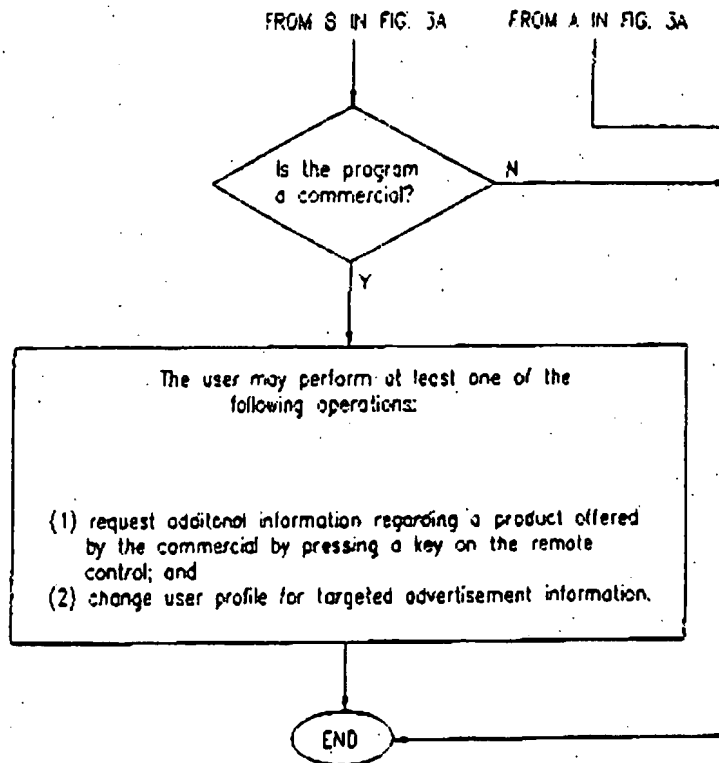 FROM B IN FIG. 3A FROM A IN FIG. 3A
Is the program
a commercial?
N
Y
The user may perform at least one of the
following operations:
(1) request additonal information regarding a product offered
by the commercial by pressing a key on the remote
control; and
(2) change user profile for targeted advertisement information.
END